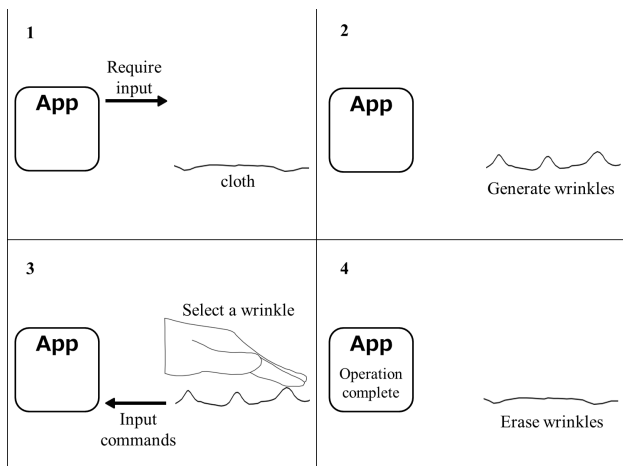 1
Require
input
App
cloth
2
App
Generate wrinkles
3
Select a wrinkle
App
Input
commands
4
App
Operation
complete
Erase wrinkles